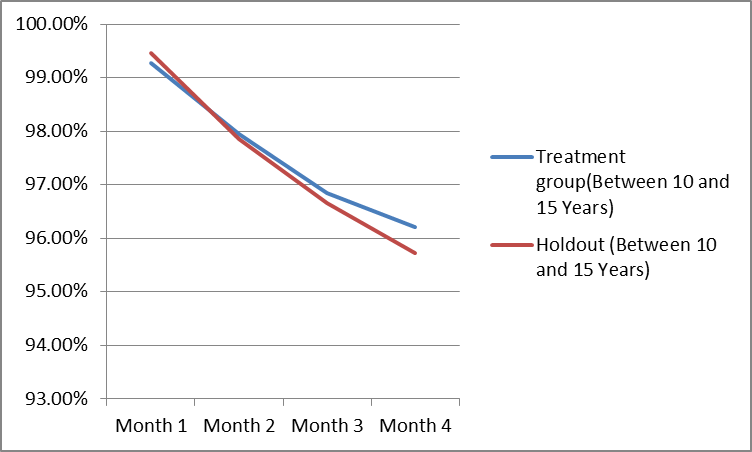 100.00%
99.00%
98.00%
97.00%
96.00%
95.00%
94.00%
93.00%
Month 1 Month 2 Month 3 Month 4
Treatment
group(Between 10 and
15 Years)
Holdout (Between 10
and 15 Years)